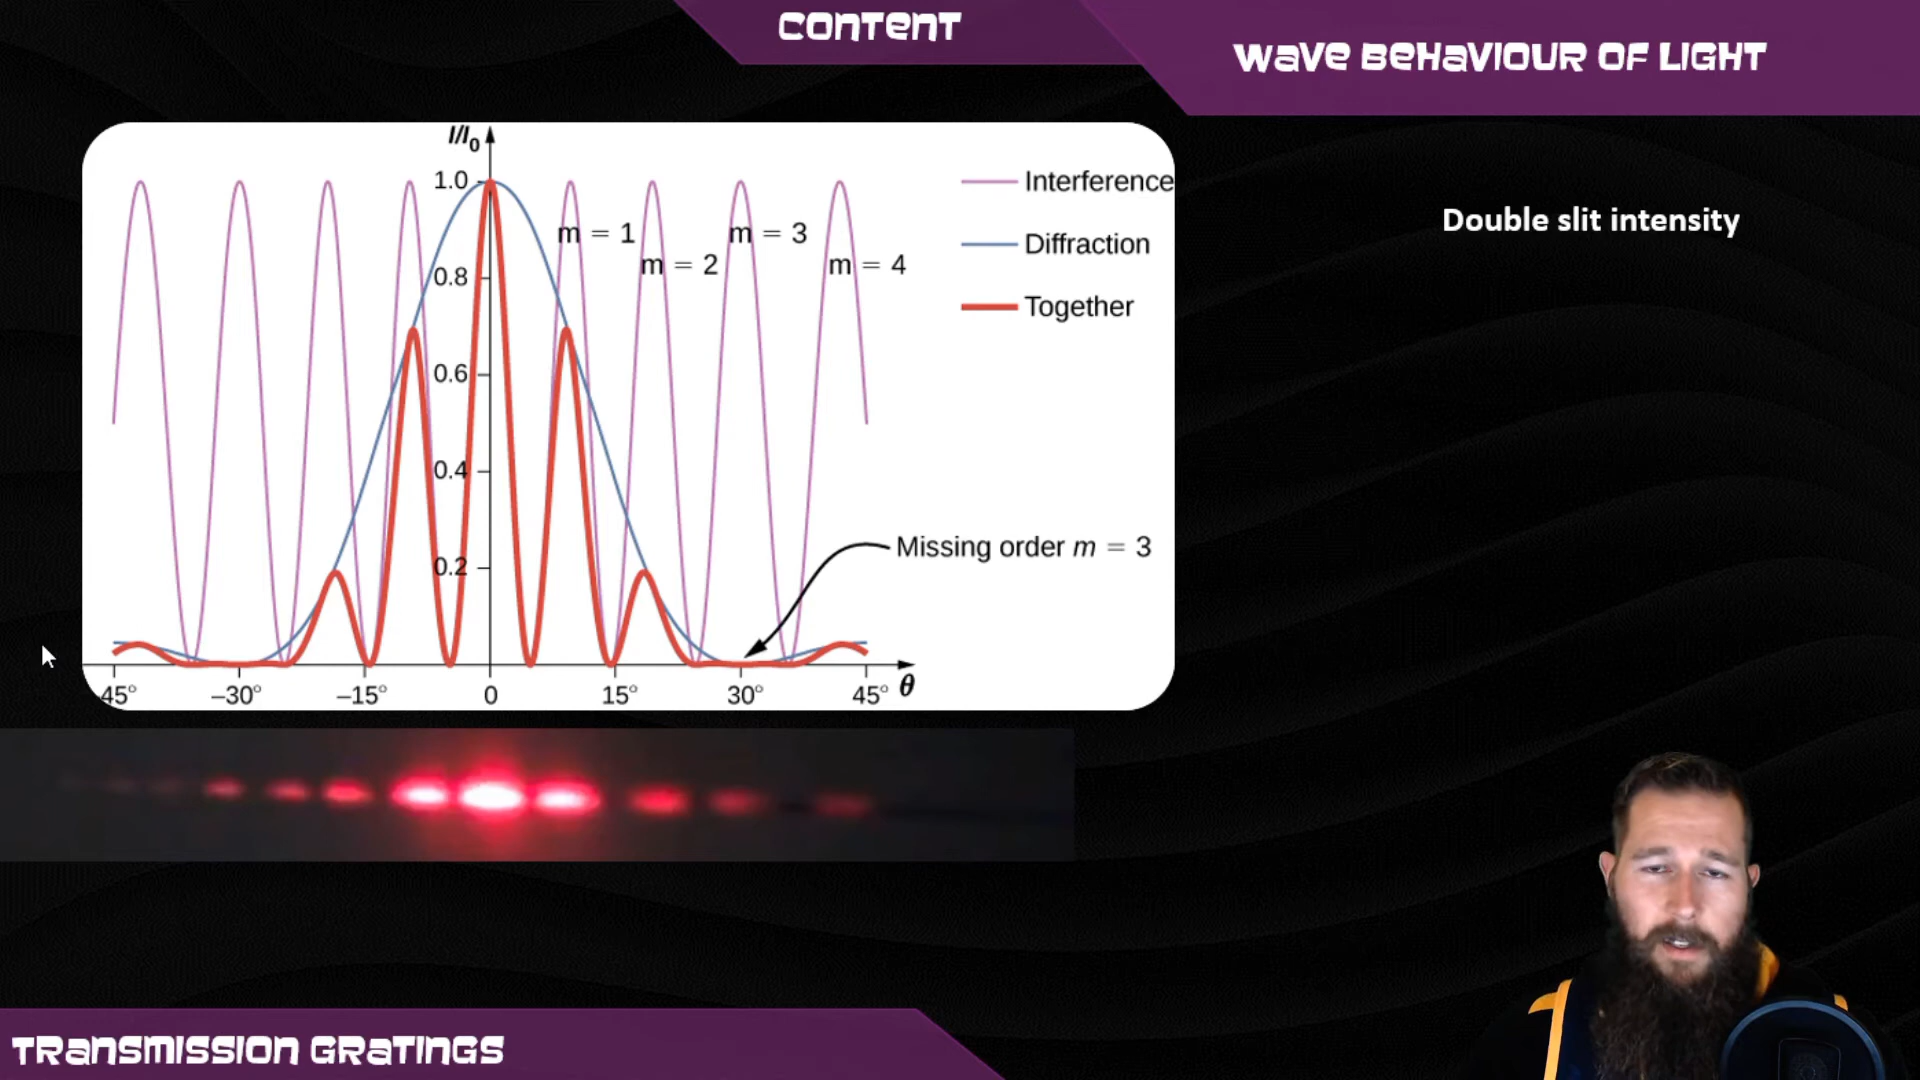 CONTENT
WAVE BEHAVIOUR OF LIGHT
I/I0
1.0
0.8
0.6
0.4
0.2
m = 1
m = 2
m = 3
m = 4
Interference
Diffraction
Together
Double slit intensity
Missing order m = 3
45° –30° –15° 0 15° 30° 45° θ
TRANSMISSION GRATINGS